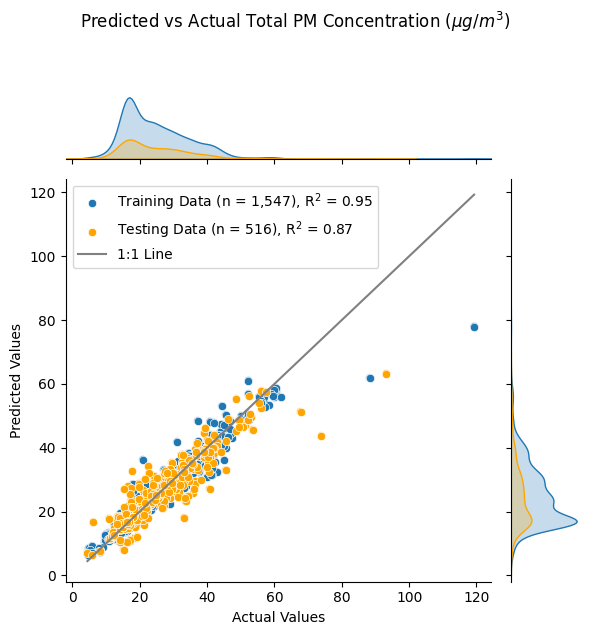 Predicted vs Actual Total PM Concentration (μg/m³)
120
100
80
60
40
20
0
Predicted Values
Training Data (n = 1,547), R² = 0.95
Testing Data (n = 516), R² = 0.87
1:1 Line
0 20 40 60 80 100 120
Actual Values